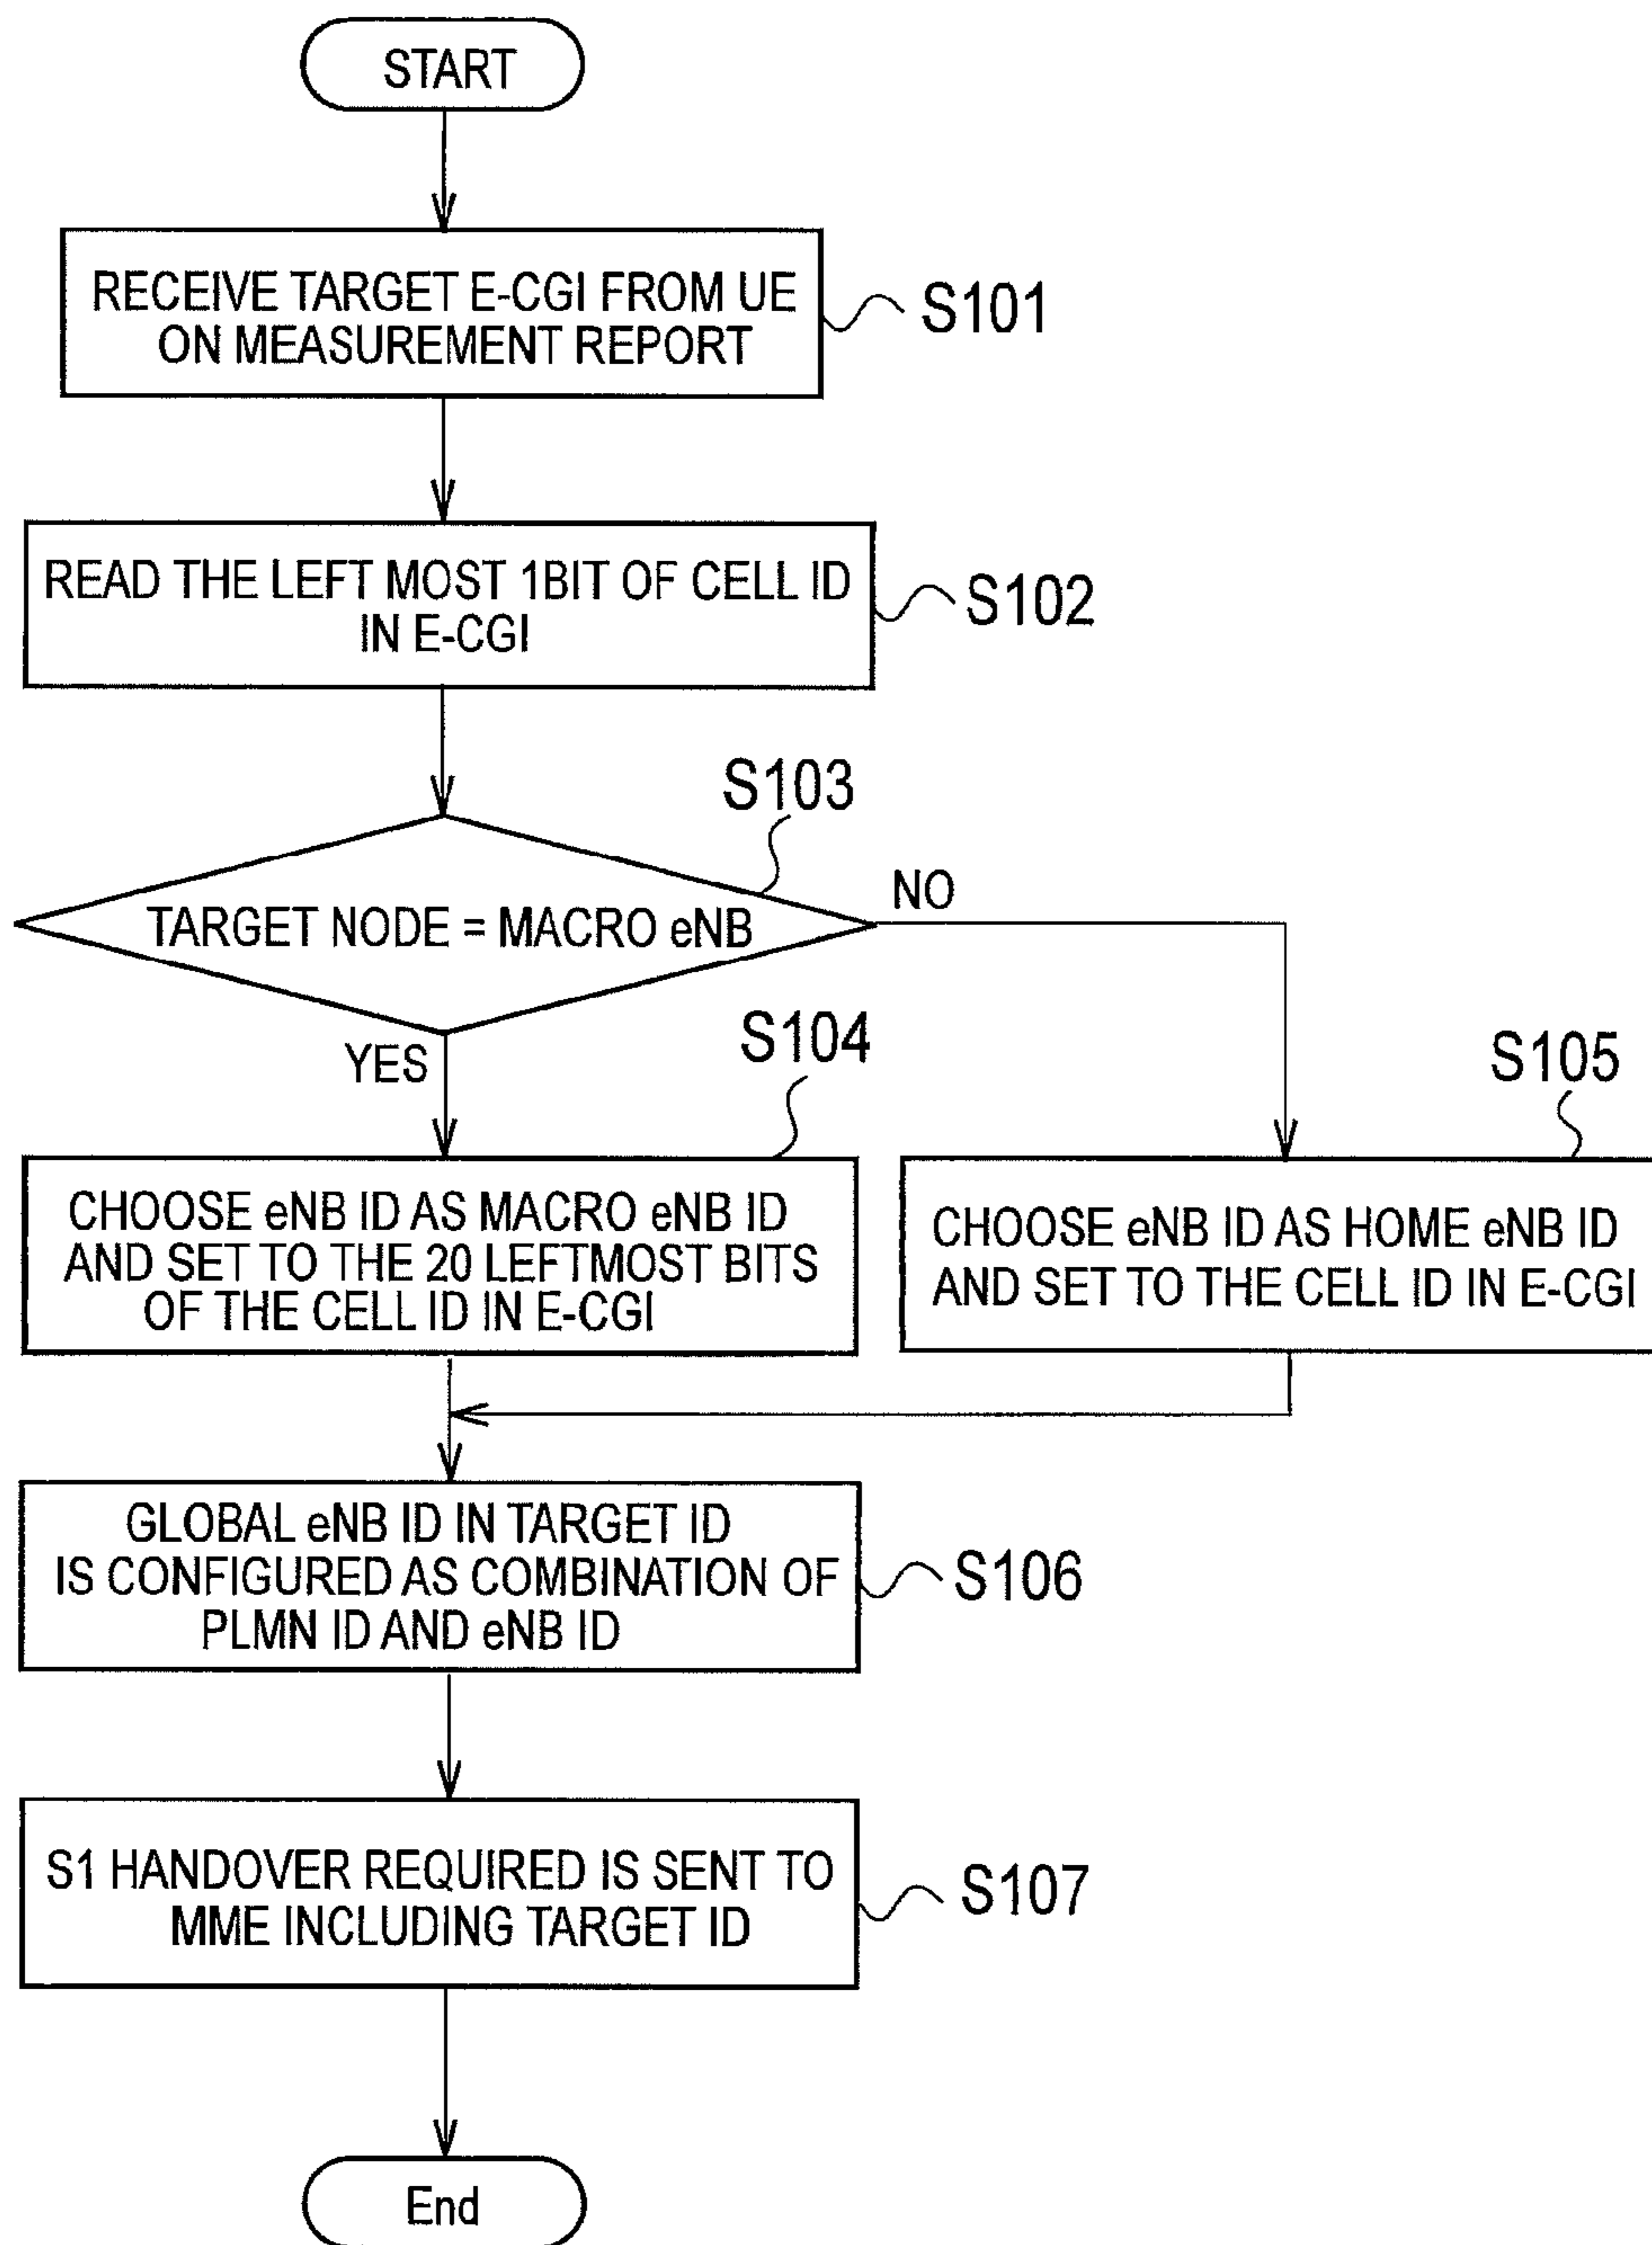 START
RECEIVE TARGET E-CGI FROM UE
ON MEASUREMENT REPORT
S101
READ THE LEFT MOST 1BIT OF CELL ID
IN E-CGI
S102
S103
TARGET NODE = MACRO eNB
NO
YES
S104
S105
CHOOSE eNB ID AS MACRO eNB ID
AND SET TO THE 20 LEFTMOST BITS
OF THE CELL ID IN E-CGI
CHOOSE eNB ID AS HOME eNB ID
AND SET TO THE CELL ID IN E-CGI
GLOBAL eNB ID IN TARGET ID
IS CONFIGURED AS COMBINATION OF
PLMN ID AND eNB ID
S106
S1 HANDOVER REQUIRED IS SENT TO
MME INCLUDING TARGET ID
S107
End